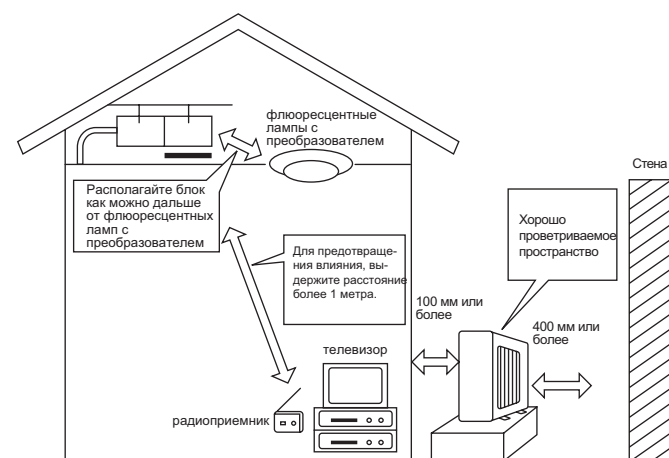 флюоресцентные
лампы с
преобразователем
Стена
Располагайте блок
как можно дальше
от флюоресцентных
ламп с
преобразователем
Хорошо
проветриваемое
пространство
Для предотвраще-
ния влияния, вы-
держите расстояние
более 1 метра.
100 мм или
более
400 мм или
более
телевизор
радиоприемник